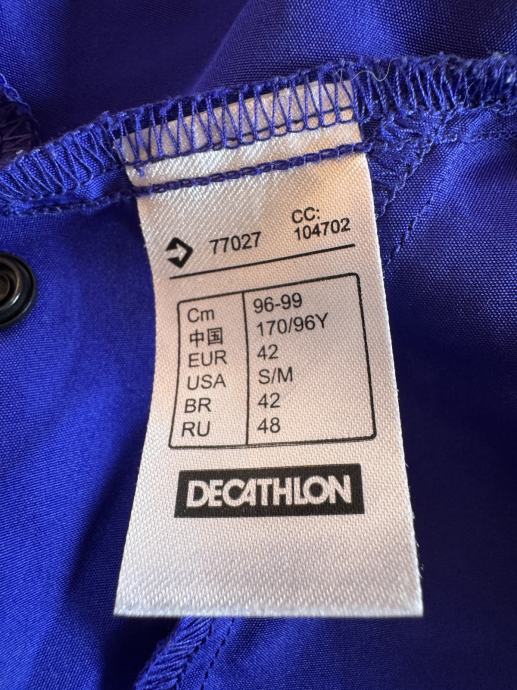 77027 CC: 104702
Cm 96-99
中国 170/96Y
EUR 42
USA S/M
BR 42
RU 48
DECATHLON